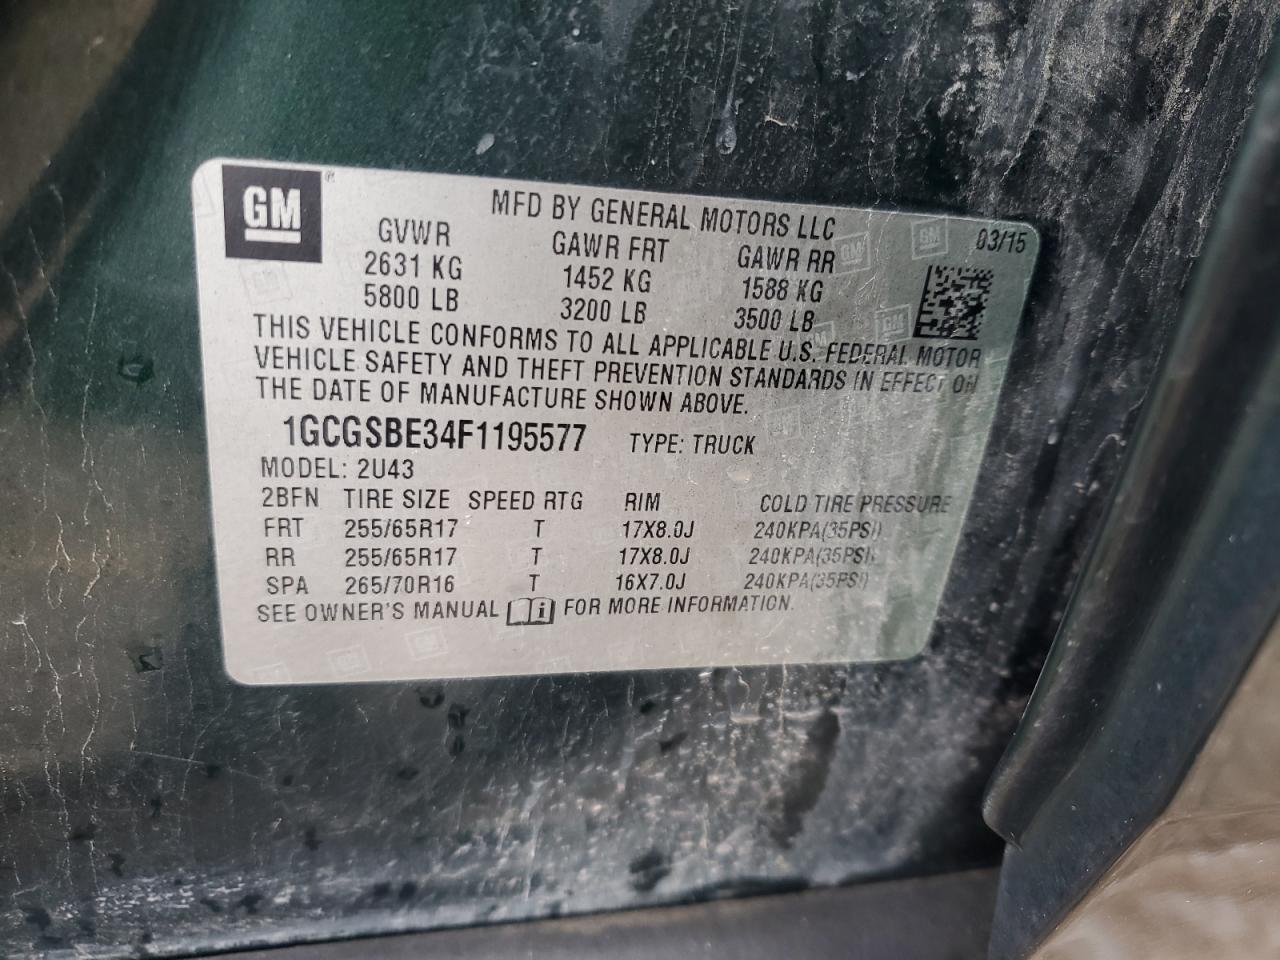 GM®
MFD BY GENERAL MOTORS LLC
03/15
GVWR GAWR FRT GAWR RR
2631 KG 1452 KG 1588 KG
5800 LB 3200 LB 3500 LB
THIS VEHICLE CONFORMS TO ALL APPLICABLE U.S. FEDERAL MOTOR
VEHICLE SAFETY AND THEFT PREVENTION STANDARDS IN EFFECT ON
THE DATE OF MANUFACTURE SHOWN ABOVE.
1GCGSBE34F1195577 TYPE: TRUCK
MODEL: 2U43
2BFN TIRE SIZE SPEED RTG RIM COLD TIRE PRESSURE
FRT 255/65R17 T 17X8.0J 240KPA(35PSI)
RR 255/65R17 T 17X8.0J 240KPA(35PSI)
SPA 265/70R16 T 16X7.0J 240KPA(35PSI)
SEE OWNER'S MANUAL i FOR MORE INFORMATION.